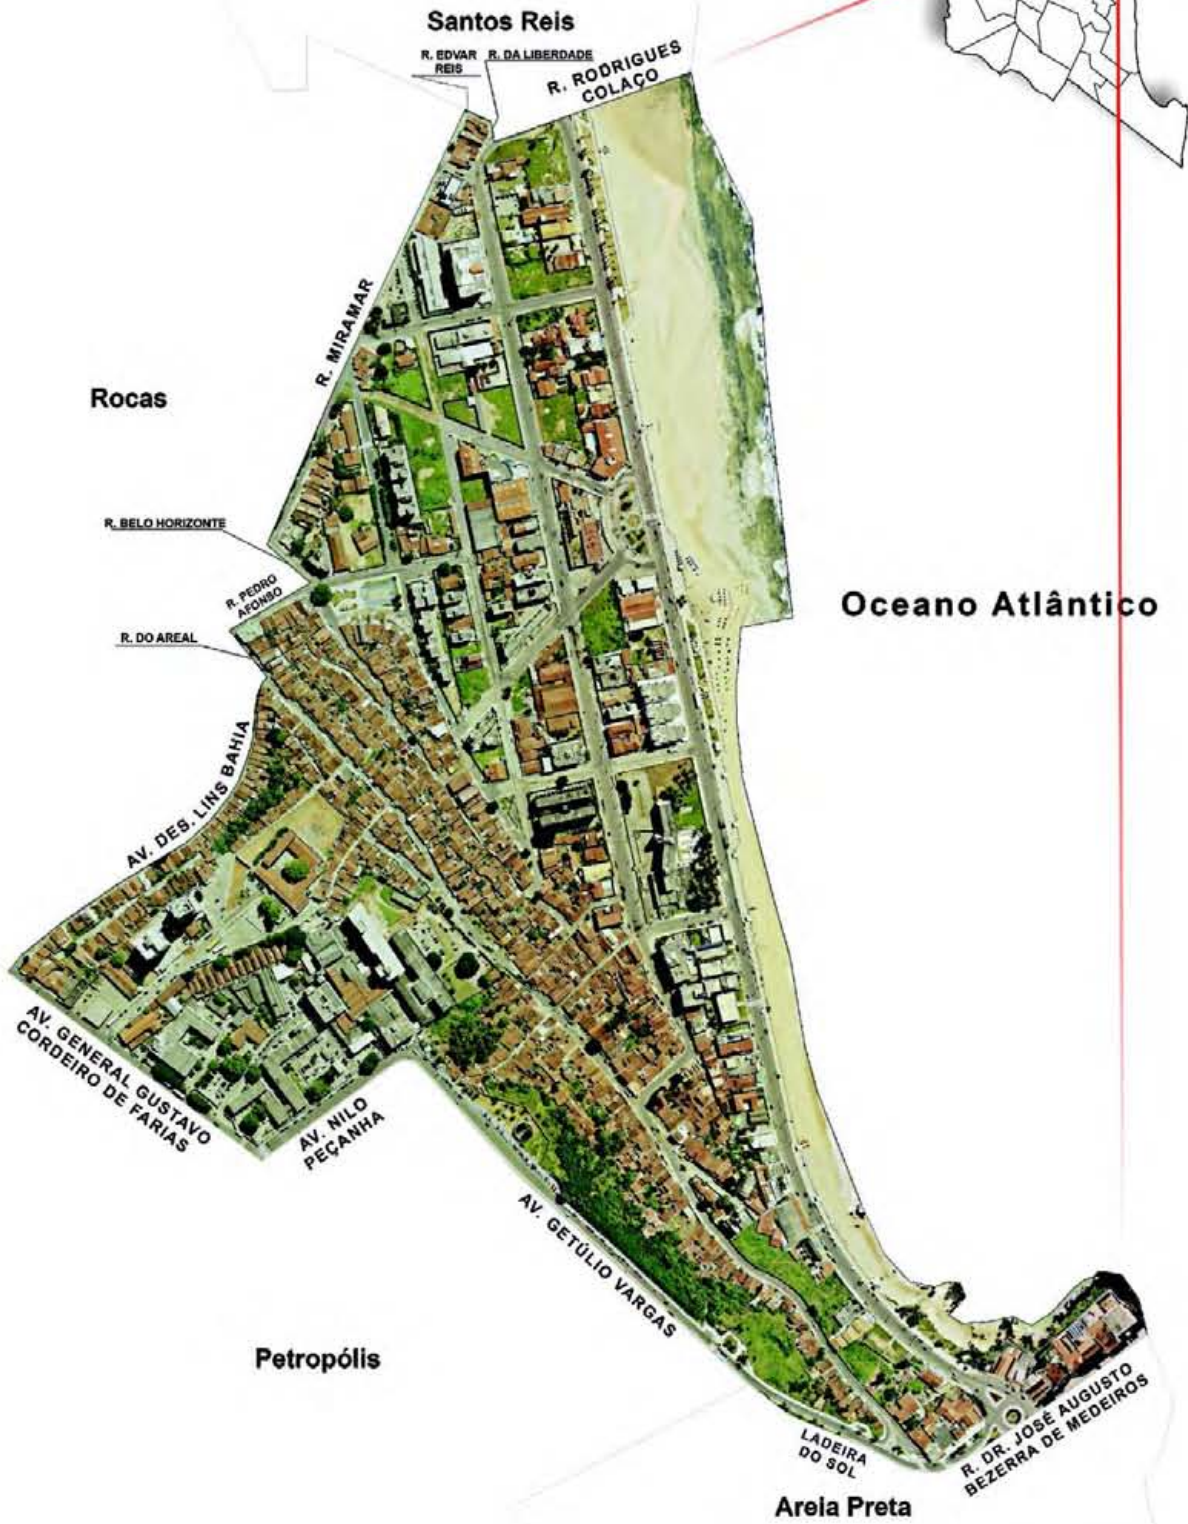 Santos Reis
R. EDVAR
REIS
R. DA LIBERDADE
R. RODRIGUES
COLAÇO
R. MIRAMAR
Rocas
R. BELO HORIZONTE
R. PEDRO
AFONSO
R. DO AREAL
Oceano Atlântico
AV. DES. LINS BAHIA
AV. GENERAL GUSTAVO
CORDEIRO DE FARIAS
AV. NILO
PEÇANHA
AV. GETÚLIO VARGAS
Petropólis
LADEIRA
DO SOL
R. DR. JOSÉ AUGUSTO
BEZERRA DE MEDEIROS
Areia Preta